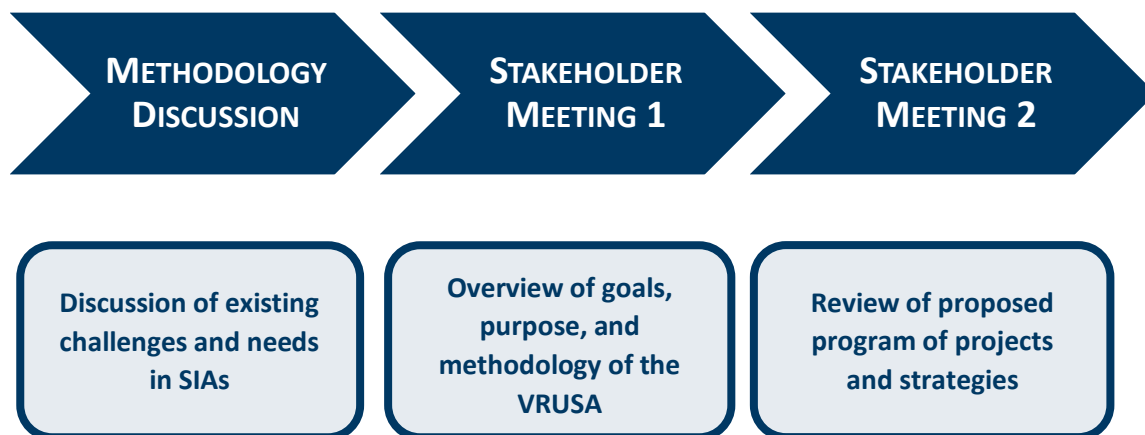 METHODOLOGY
DISCUSSION
STAKEHOLDER
MEETING 1
STAKEHOLDER
MEETING 2
Discussion of existing
challenges and needs
in SIAs
Overview of goals,
purpose, and
methodology of the
VRUSA
Review of proposed
program of projects
and strategies